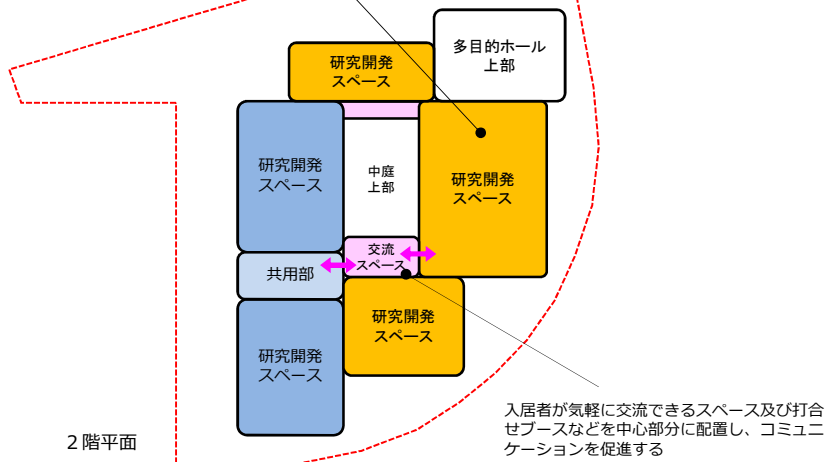 多目的ホール
上部
研究開発
スペース
研究開発
スペース
中庭
上部
研究開発
スペース
交流
スペース
共用部
研究開発
スペース
研究開発
スペース
入居者が気軽に交流できるスペース及び打合
せブースなどを中心部分に配置し、コミュニ
ケーションを促進する
２階平面